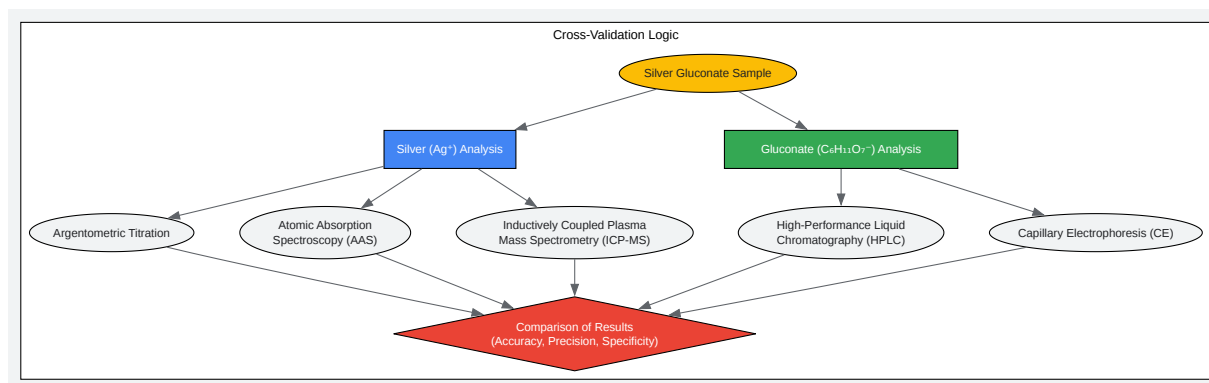 Cross-Validation Logic
Silver Gluconate Sample
Silver (Ag⁺) Analysis
Gluconate (C₆H₁₁O₇⁻) Analysis
Argentometric Titration
Atomic Absorption
Spectroscopy (AAS)
Inductively Coupled Plasma
Mass Spectrometry (ICP-MS)
High-Performance Liquid
Chromatography (HPLC)
Capillary Electrophoresis (CE)
Comparison of Results
(Accuracy, Precision, Specificity)